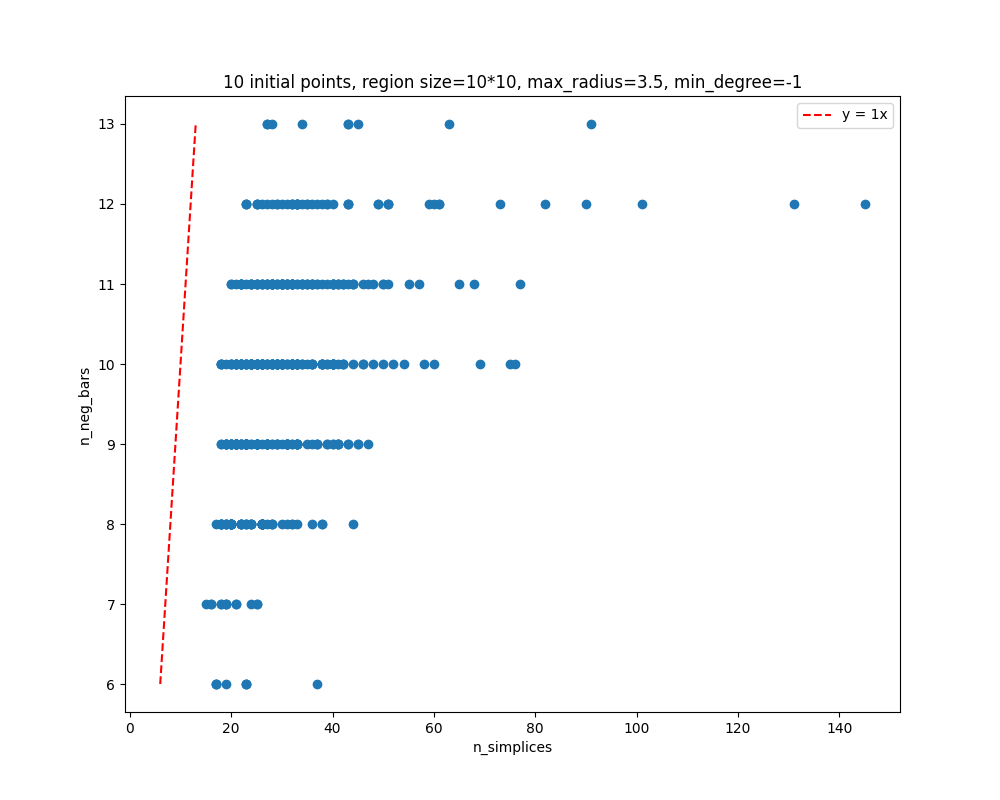 10 initial points, region size=10*10, max_radius=3.5, min_degree=-1
y = 1x
13
12
11
10
9
8
7
6
n_neg_bars
0 20 40 60 80 100 120 140
n_simplices